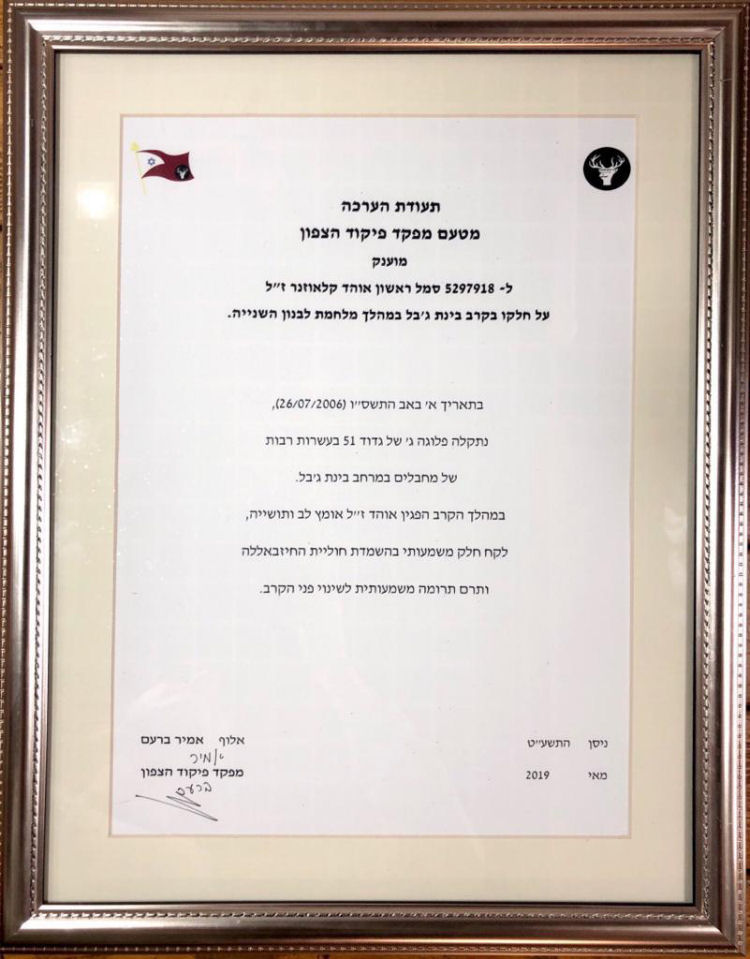 תעודת הערכה
מטעם מפקד פיקוד הצפון
מוענק
ל- 5297918 סמל ראשון אוהד קלאוזנר ז״ל
על חלקו בקרב בינת ג׳בל במהלך מלחמת לבנון השנייה.
בתאריך א׳ באב התשס״ו (26/07/2006),
נתקלה פלוגה ג׳ של גדוד 51 בעשרות רבות
של מחבלים במרחב בינת ג׳בל.
במהלך הקרב הפגין אוהד ז״ל אומץ לב ותושייה,
לקח חלק משמעותי בהשמדת חוליית החיזבאללה
ותרם תרומה משמעותית לשינוי פני הקרב.
ניסן התשע״ט
מאי 2019
אלוף אמיר ברעם
אמיר
מפקד פיקוד הצפון
ברעם